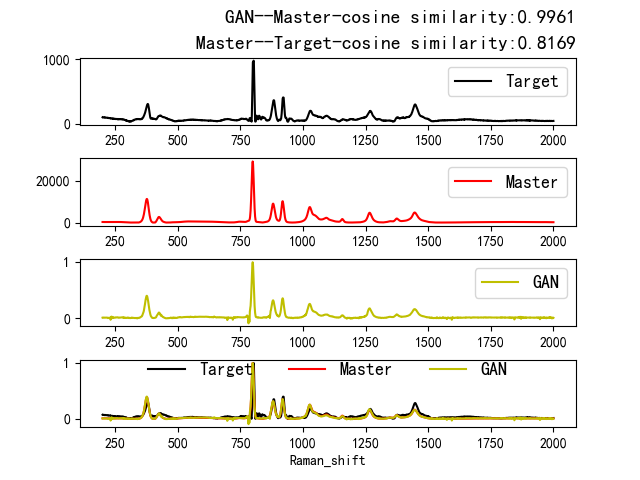 GAN--Master-cosine similarity:0.9961
Master--Target-cosine similarity:0.8169
1000
0
Target
250 500 750 1000 1250 1500 1750 2000
20000
0
Master
250 500 750 1000 1250 1500 1750 2000
1
0
GAN
250 500 750 1000 1250 1500 1750 2000
1
0
Target Master GAN
250 500 750 1000 1250 1500 1750 2000
Raman_shift